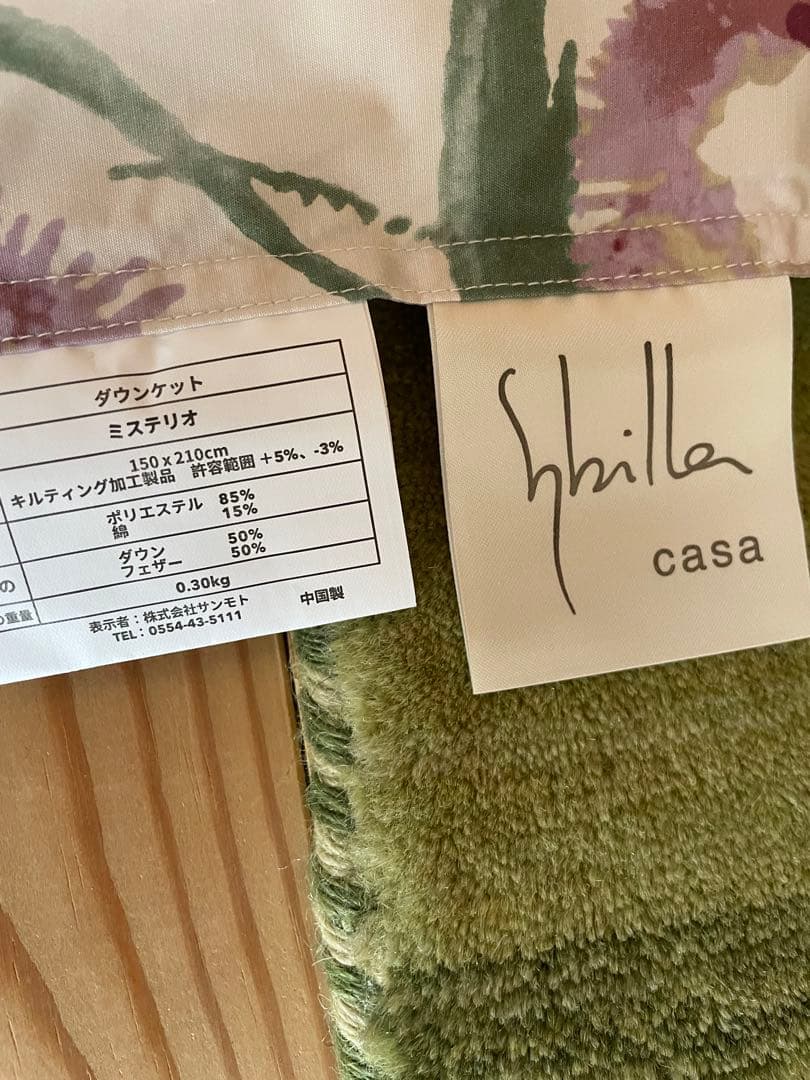 ダウンケット
ミステリオ
150 x 210cm
キルティング加工製品 許容範囲 +5%、-3%
ポリエステル 85%
綿 15%
ダウン 50%
フェザー 50%
の
の重量 0.30kg
表示者：株式会社サンモト 中国製
TEL：0554-43-5111
Sybilla
casa